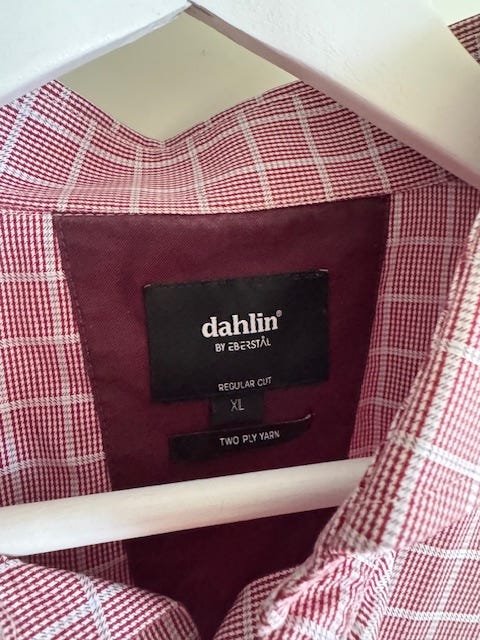 dahlin®
BY EBERSTÅL
REGULAR CUT
XL
TWO PLY YARN